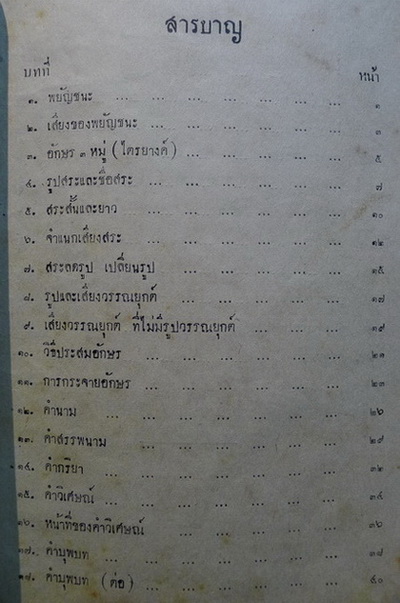 สารบาญ
บทที่ หน้า
๑. พยัญชนะ ... ... ... ... ... ... ๑
๒. เสียงของพยัญชนะ ... ... ... ... ... ๓
๓. อักษร ๓ หมู่ (ไตรยางค์) ... ... ... ... ๕
๔. รูปสระและชื่อสระ ... ... ... ... ... ๗
๕. สระสั้นและยาว ... ... ... ... ... ๑๐
๖. จำแนกเสียงสระ ... ... ... ... ... ๑๒
๗. สระลดรูป เปลี่ยนรูป ... ... ... ... ๑๕
๘. รูปและเสียงวรรณยุกต์ ... ... ... ... ๑๗
๙. เสียงวรรณยุกต์ ที่ไม่มีรูปวรรณยุกต์ ... ... ... ๑๙
๑๐. วิธีประสมอักษร ... ... ... ... ... ๒๑
๑๑. การกระจายอักษร ... ... ... ... ... ๒๓
๑๒. คำนาม ... ... ... ... ... ... ๒๖
๑๓. คำสรรพนาม ... ... ... ... ... ๒๙
๑๔. คำกริยา ... ... ... ... ... ... ๓๒
๑๕. คำวิเศษณ์ ... ... ... ... ... ... ๓๔
๑๖. หน้าที่ของคำวิเศษณ์ ... ... ... ... ... ๓๖
๑๗. คำบุพบท ... ... ... ... ... ... ๓๘
๑๘. คำบุพบท (ต่อ) ... ... ... ... ... ๔๐